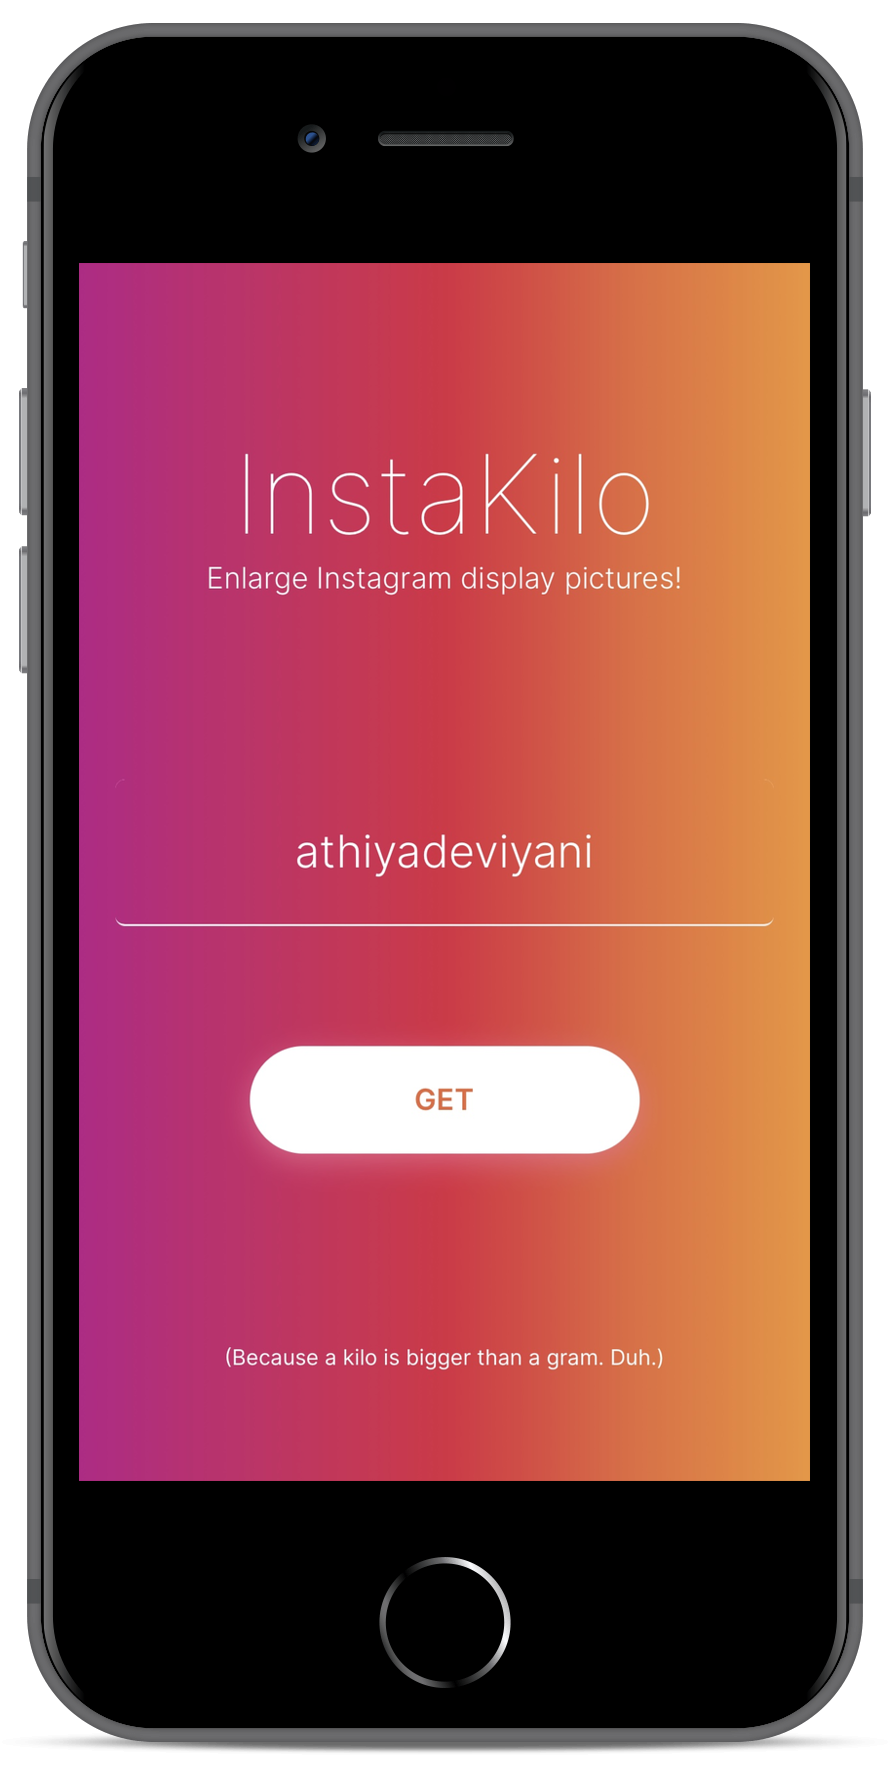 InstaKilo
Enlarge Instagram display pictures!
athiyadeviyani
GET
(Because a kilo is bigger than a gram. Duh.)